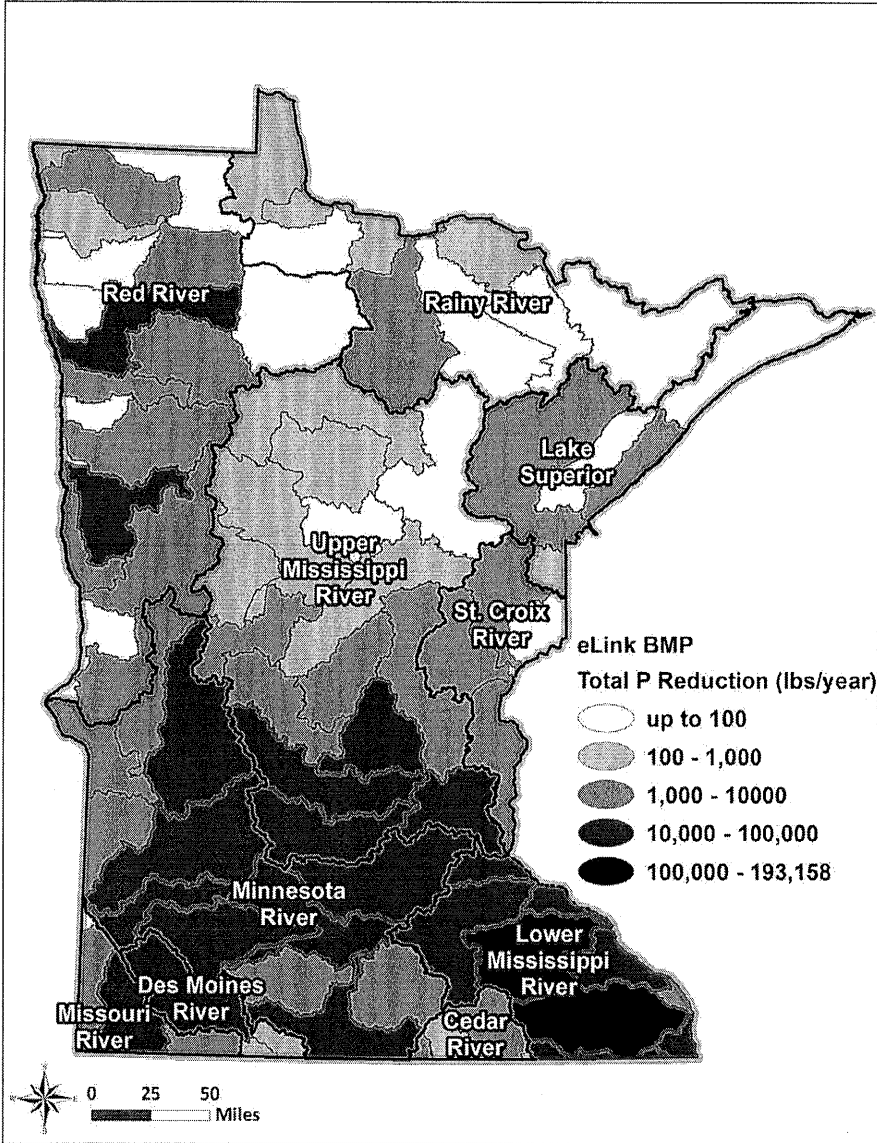 Red River
Rainy River
Lake
Superior
Upper
Mississippi
River
St. Croix
River
eLink BMP
Total P Reduction (lbs/year)
up to 100
100 - 1,000
1,000 - 10000
10,000 - 100,000
100,000 - 193,158
Minnesota
River
Lower
Mississippi
River
Des Moines
River
Missouri
River
Cedar
River
0 25 50
Miles